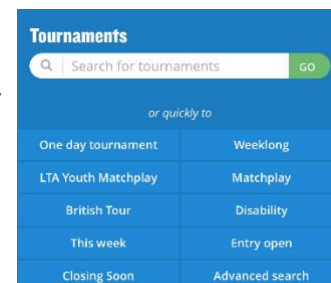 Tournaments
Search for tournaments GO
or quickly to
One day tournament Weeklong
LTA Youth Matchplay Matchplay
British Tour Disability
This week Entry open
Closing Soon Advanced search